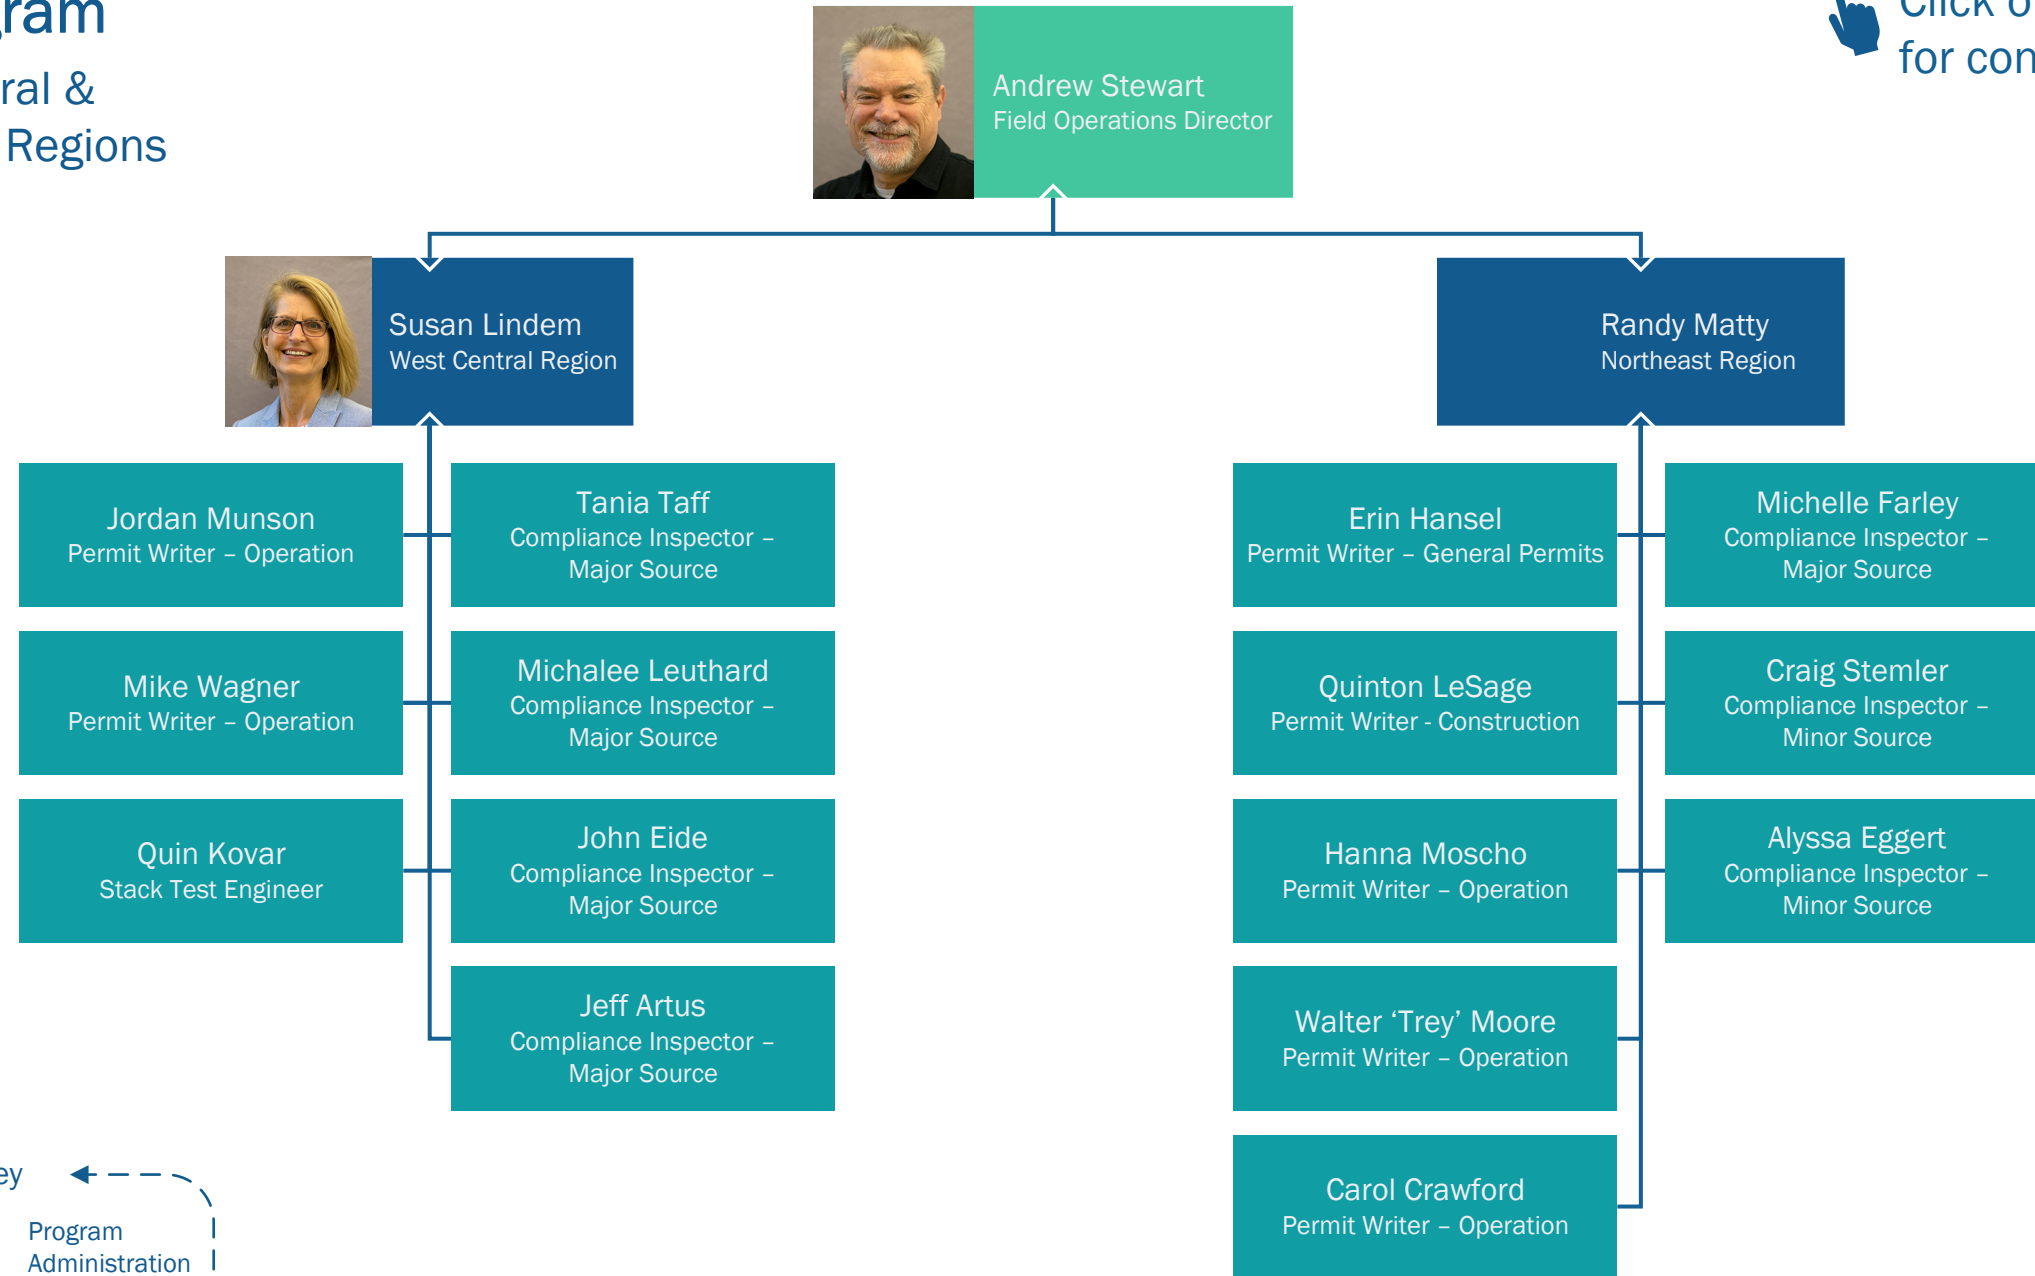 ram
ral &
Regions
Click o
for con
Andrew Stewart
Field Operations Director
Susan Lindem
West Central Region
Randy Matty
Northeast Region
Jordan Munson
Permit Writer – Operation
Tania Taff
Compliance Inspector –
Major Source
Mike Wagner
Permit Writer – Operation
Michalee Leuthard
Compliance Inspector –
Major Source
Quin Kovar
Stack Test Engineer
John Eide
Compliance Inspector –
Major Source
Jeff Artus
Compliance Inspector –
Major Source
Erin Hansel
Permit Writer – General Permits
Michelle Farley
Compliance Inspector –
Major Source
Quinton LeSage
Permit Writer - Construction
Craig Stemler
Compliance Inspector –
Minor Source
Hanna Moscho
Permit Writer – Operation
Alyssa Eggert
Compliance Inspector –
Minor Source
Walter ‘Trey’ Moore
Permit Writer – Operation
Carol Crawford
Permit Writer – Operation
ey
Program
Administration